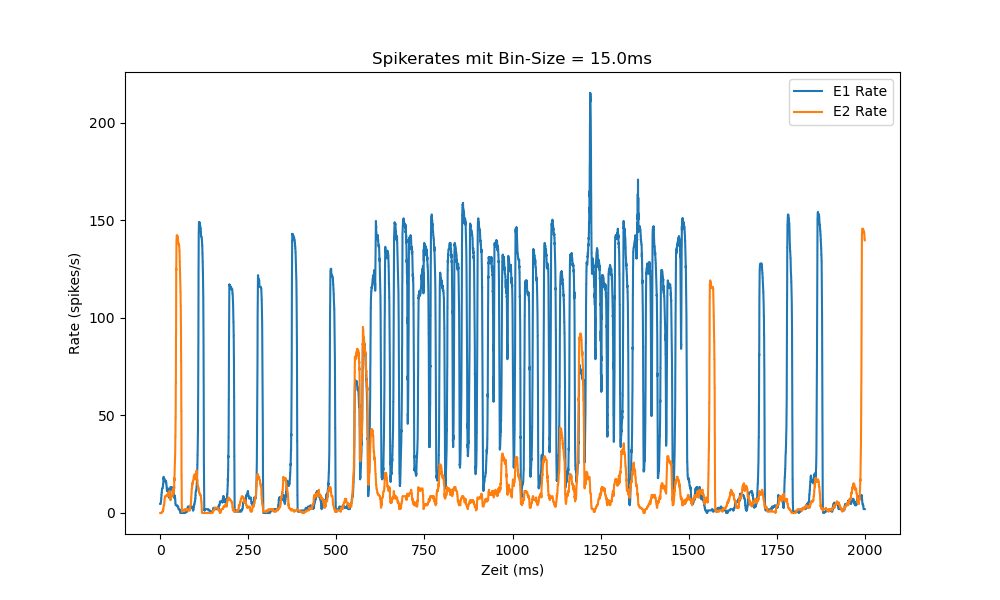 Spikerates mit Bin-Size = 15.0ms
E1 Rate
E2 Rate
200
150
100
50
0
Rate (spikes/s)
0 250 500 750 1000 1250 1500 1750 2000
Zeit (ms)